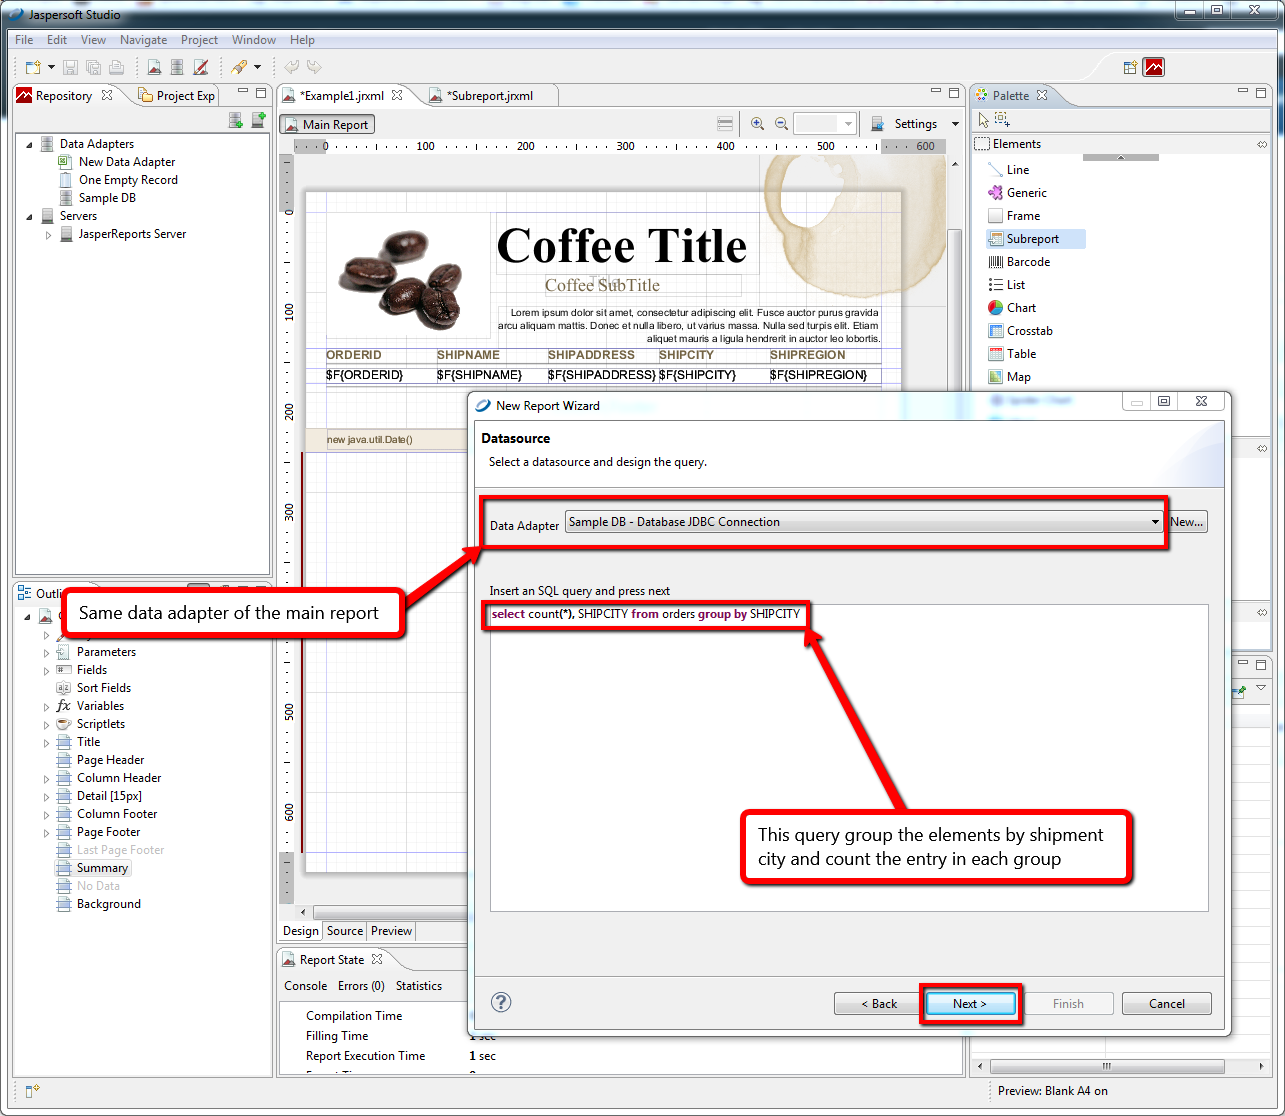 Jaspersoft Studio
File Edit View Navigate Project Window Help
Repository
Project Exp
*Example1.jrxml
*Subreport.jrxml
Palette
Main Report
Settings
Data Adapters
New Data Adapter
One Empty Record
Sample DB
Servers
JasperReports Server
0 100 200 300 400 500 600
0
100
200
300
500
600
Elements
Line
Generic
Frame
Subreport
Barcode
List
Chart
Crosstab
Table
Map
Coffee Title
Title
Coffee SubTitle
Lorem ipsum dolor sit amet, consectetur adipiscing elit. Fusce auctor purus gravida
arcu aliquam mattis. Donec et nulla libero, ut varius massa. Nulla sed turpis elit. Etiam
aliquet mauris a ligula hendrerit in auctor leo lobortis.
ORDERID SHIPNAME SHIPADDRESS SHIPCITY SHIPREGION
$F{ORDERID} $F{SHIPNAME} $F{SHIPADDRESS} $F{SHIPCITY} $F{SHIPREGION}
new java.util.Date()
New Report Wizard
Datasource
Select a datasource and design the query.
Data Adapter
Sample DB - Database JDBC Connection
New...
Insert an SQL query and press next
select count(*), SHIPCITY from orders group by SHIPCITY
Same data adapter of the main report
This query group the elements by shipment
city and count the entry in each group
< Back
Next >
Finish
Cancel
Outli
Parameters
Fields
Sort Fields
Variables
Scriptlets
Title
Page Header
Column Header
Detail [15px]
Column Footer
Page Footer
Last Page Footer
Summary
No Data
Background
Design Source Preview
Report State
Console Errors (0) Statistics
Compilation Time
Filling Time 1 sec
Report Execution Time 1 sec
Preview: Blank A4 on